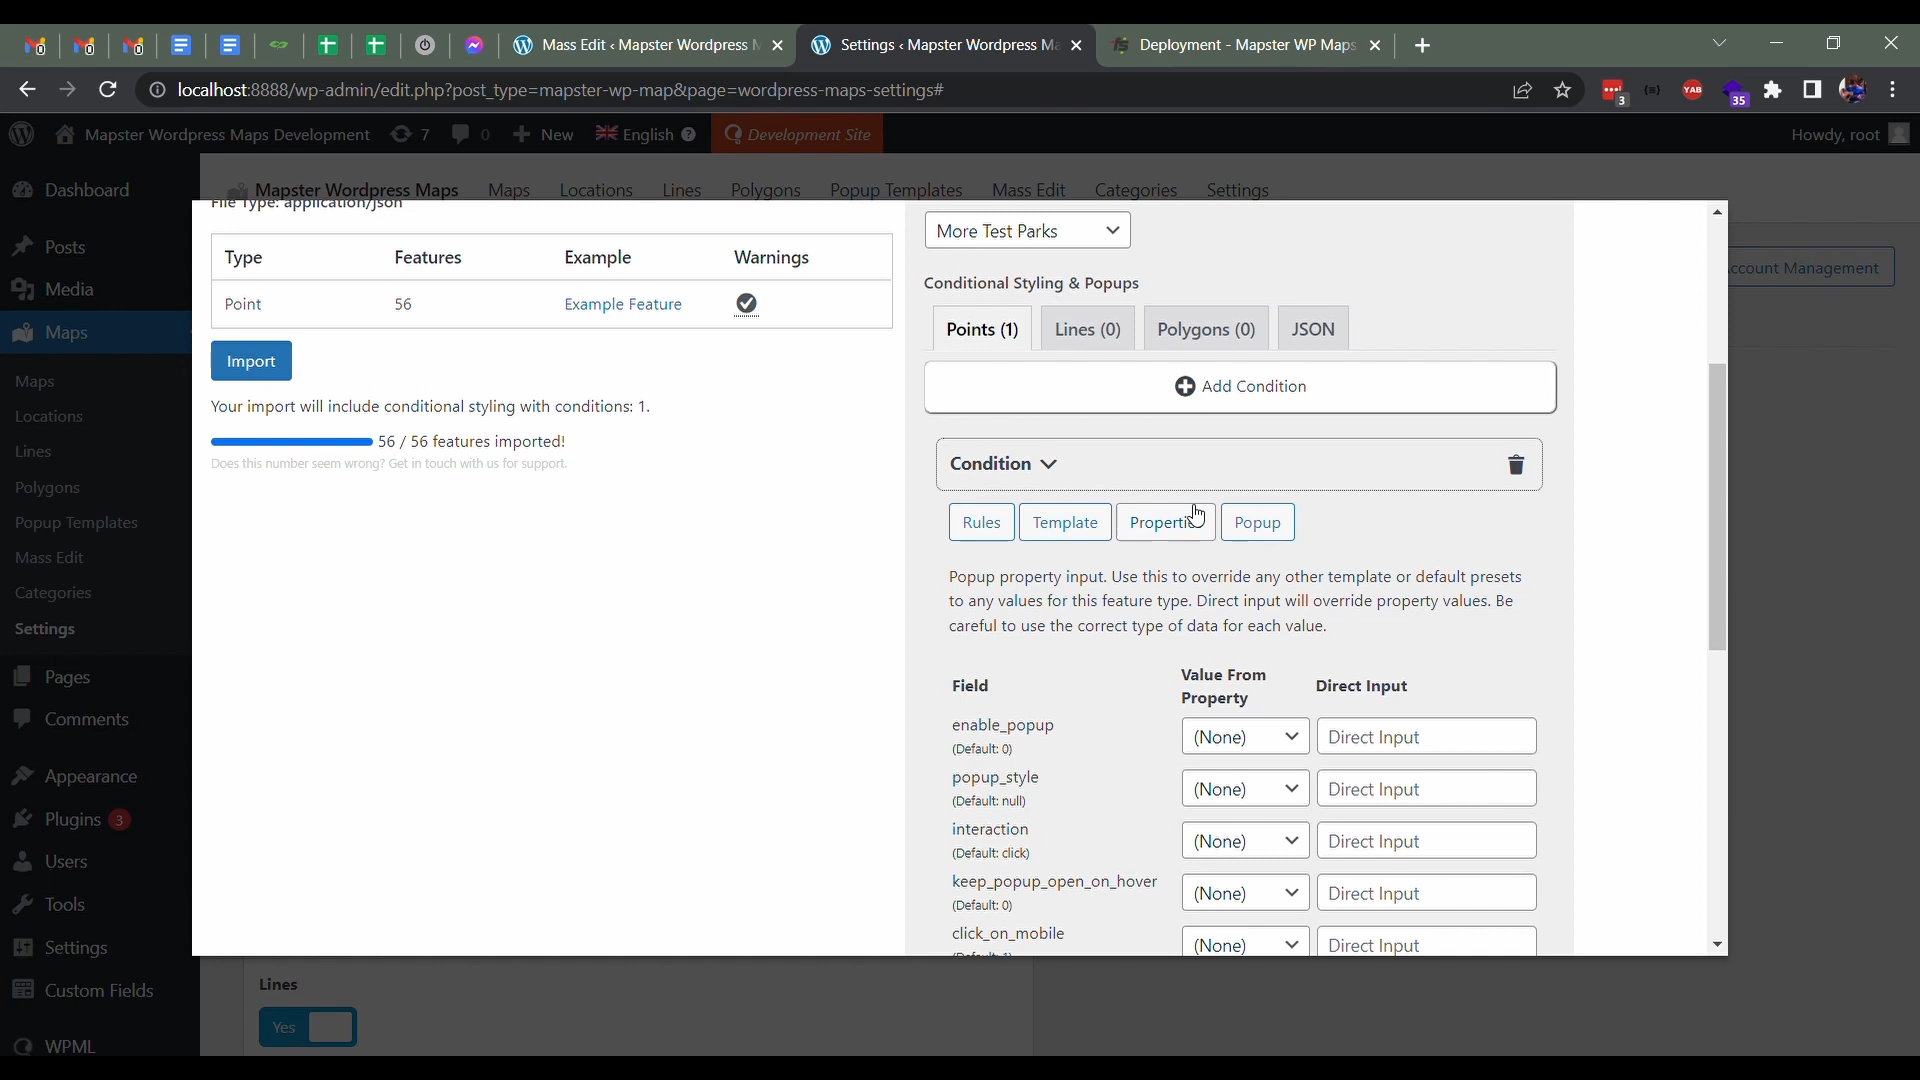 Mass Edit ‹ Mapster Wordpress M
Settings ‹ Mapster Wordpress Ma
Deployment - Mapster WP Maps
localhost:8888/wp-admin/edit.php?post_type=mapster-wp-map&page=wordpress-maps-settings#
3
YAB
35
Mapster Wordpress Maps Development
7
0
New
English
Development Site
Howdy, root
Mapster Wordpress Maps
Maps
Locations
Lines
Polygons
Popup Templates
Mass Edit
Categories
Settings
Account Management
Dashboard
Posts
Media
Maps
Maps
Locations
Lines
Polygons
Popup Templates
Mass Edit
Categories
Settings
Pages
Comments
Appearance
Plugins 3
Users
Tools
Settings
Custom Fields
WPML
File Type: application/json
Type Features Example Warnings
Point 56 Example Feature
Import
Your import will include conditional styling with conditions: 1.
56 / 56 features imported!
Does this number seem wrong? Get in touch with us for support.
More Test Parks
Conditional Styling & Popups
Points (1) Lines (0) Polygons (0) JSON
Add Condition
Condition
Rules Template Properti Popup
Popup property input. Use this to override any other template or default presets
to any values for this feature type. Direct input will override property values. Be
careful to use the correct type of data for each value.
Field
Value From
Property
Direct Input
enable_popup
(Default: 0)
(None) Direct Input
popup_style
(Default: null)
(None) Direct Input
interaction
(Default: click)
(None) Direct Input
keep_popup_open_on_hover
(Default: 0)
(None) Direct Input
click_on_mobile
(Default: 1)
(None) Direct Input
Lines
Yes